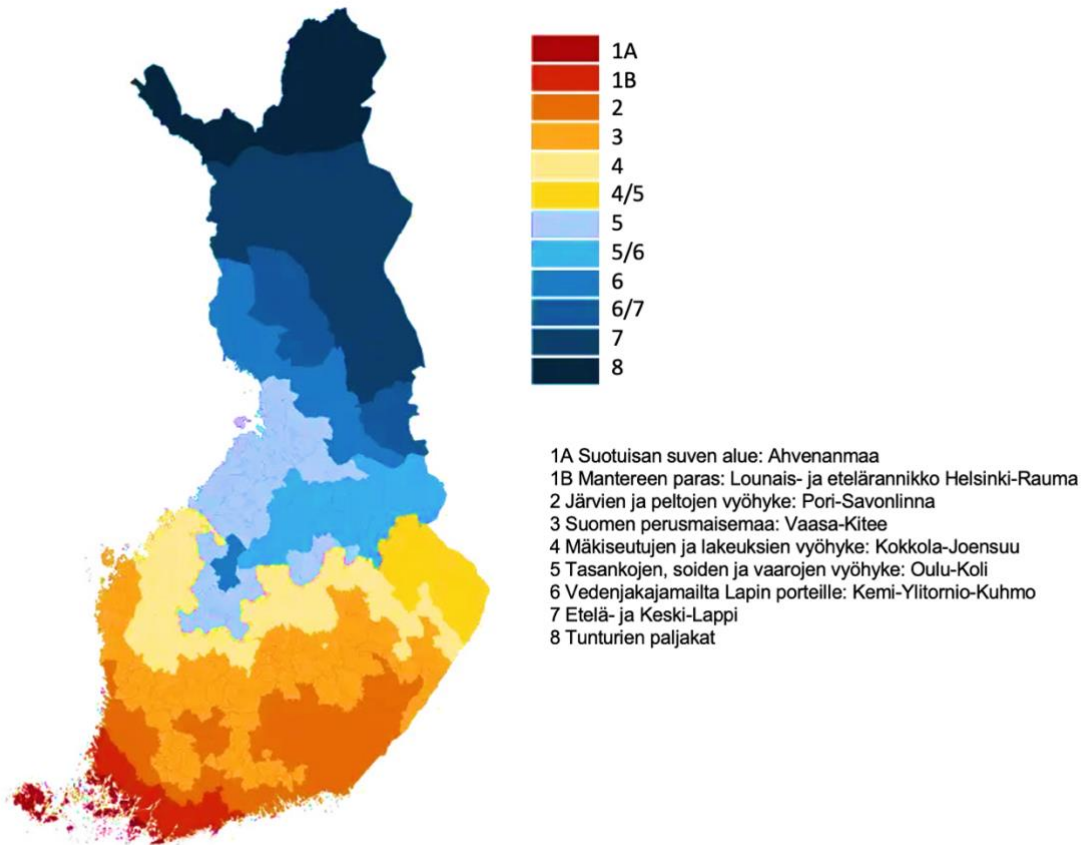 1A
1B
2
3
4
4/5
5
5/6
6
6/7
7
8
1A Suotuisan suven alue: Ahvenanmaa
1B Mantereen paras: Lounais- ja etelärannikko Helsinki-Rauma
2 Järvien ja peltojen vyöhyke: Pori-Savonlinna
3 Suomen perusmaisemaa: Vaasa-Kitee
4 Mäkiseutujen ja lakeuksien vyöhyke: Kokkola-Joensuu
5 Tasankojen, soiden ja vaarojen vyöhyke: Oulu-Koli
6 Vedenjakajamailta Lapin porteille: Kemi-Ylitornio-Kuhmo
7 Etelä- ja Keski-Lappi
8 Tunturien paljakat